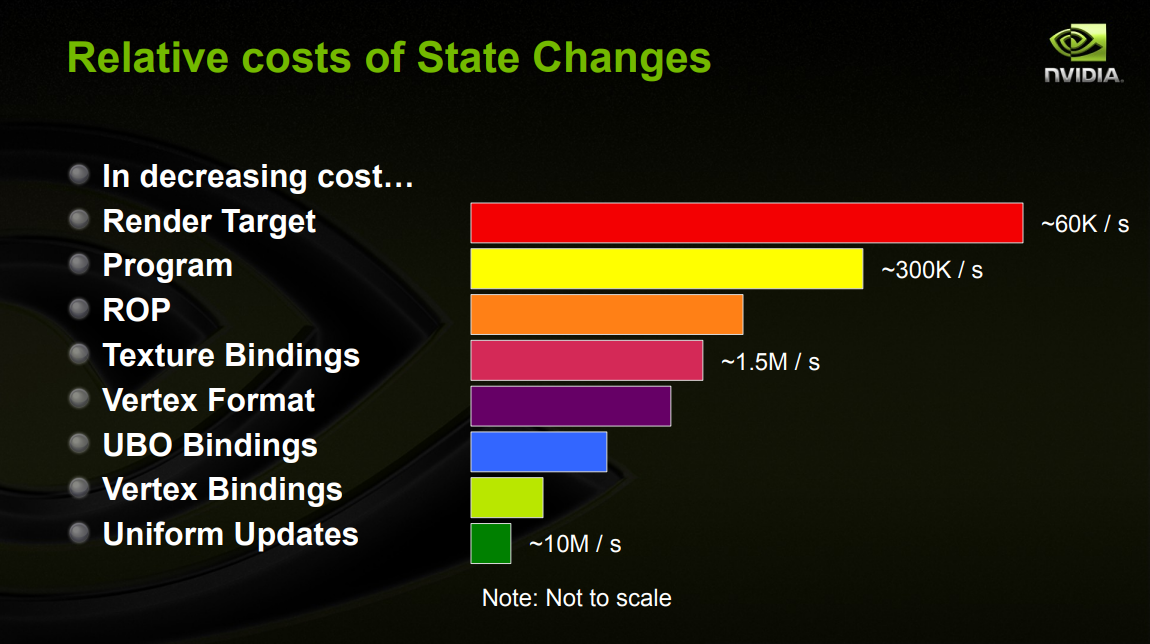 Relative costs of State Changes
NVIDIA.
In decreasing cost…
Render Target
~60K / s
Program
~300K / s
ROP
Texture Bindings
~1.5M / s
Vertex Format
UBO Bindings
Vertex Bindings
Uniform Updates
~10M / s
Note: Not to scale